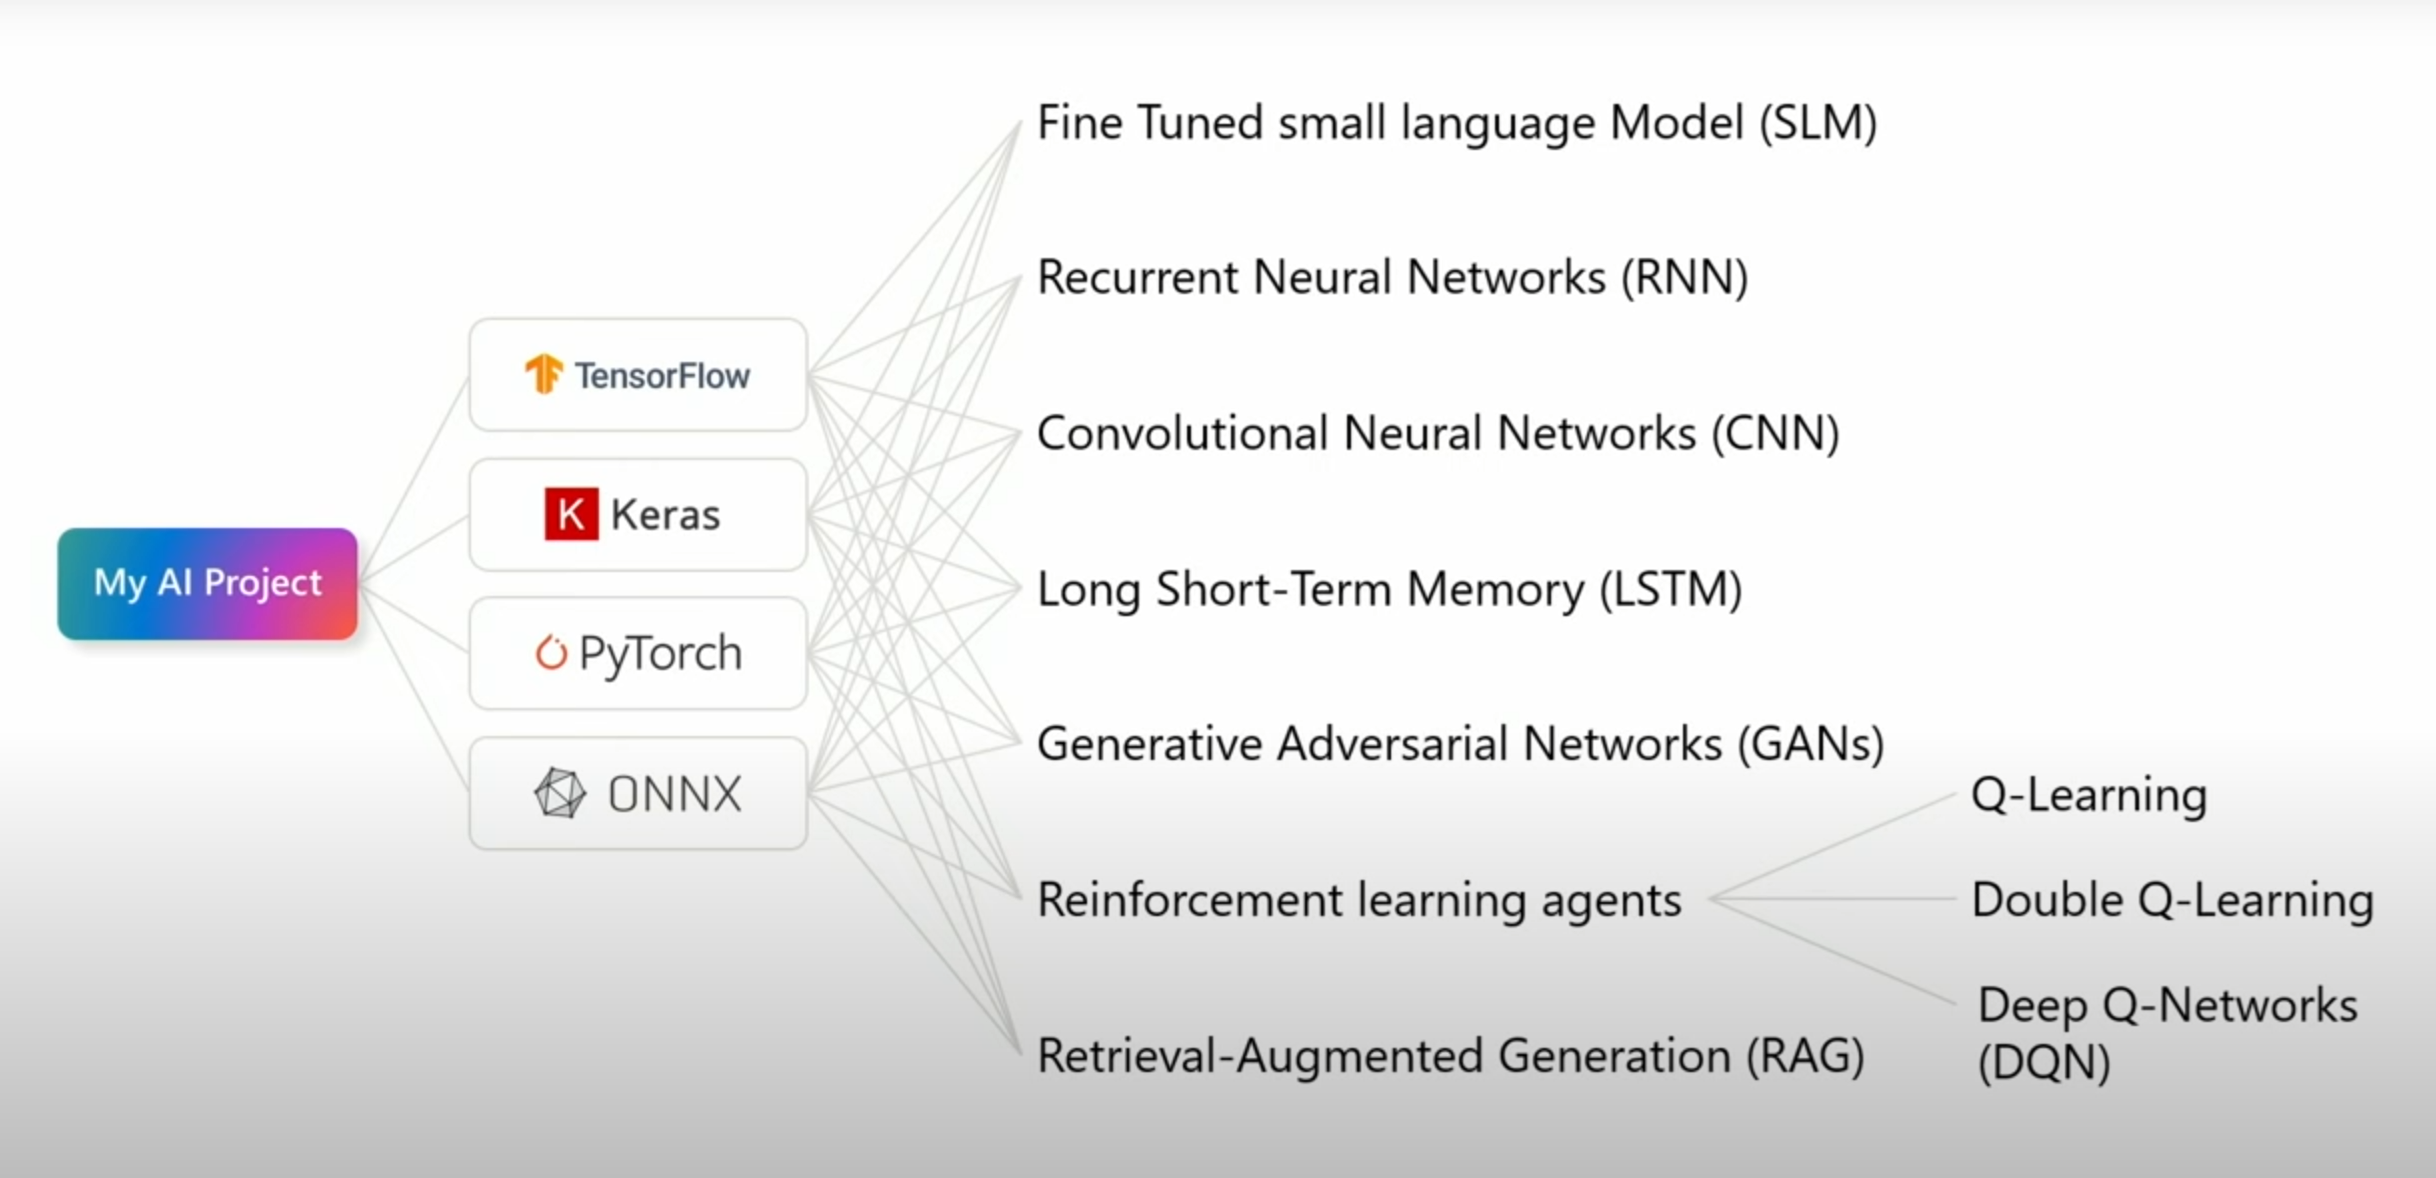 My AI Project
TensorFlow
K Keras
PyTorch
ONNX
Fine Tuned small language Model (SLM)
Recurrent Neural Networks (RNN)
Convolutional Neural Networks (CNN)
Long Short-Term Memory (LSTM)
Generative Adversarial Networks (GANs)
Reinforcement learning agents
Retrieval-Augmented Generation (RAG)
Q-Learning
Double Q-Learning
Deep Q-Networks
(DQN)